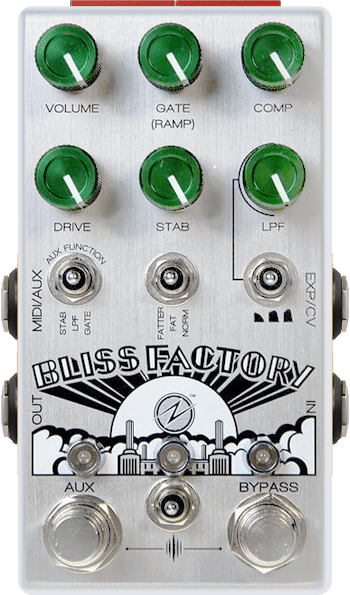 VOLUME
GATE
(RAMP)
COMP
DRIVE
STAB
LPF
AUX FUNCTION
MIDI/AUX
STAB
LPF
GATE
FATTER
FAT
NORM
EXP/CV
BLISS FACTORY
TM
OUT
IN
AUX
BYPASS